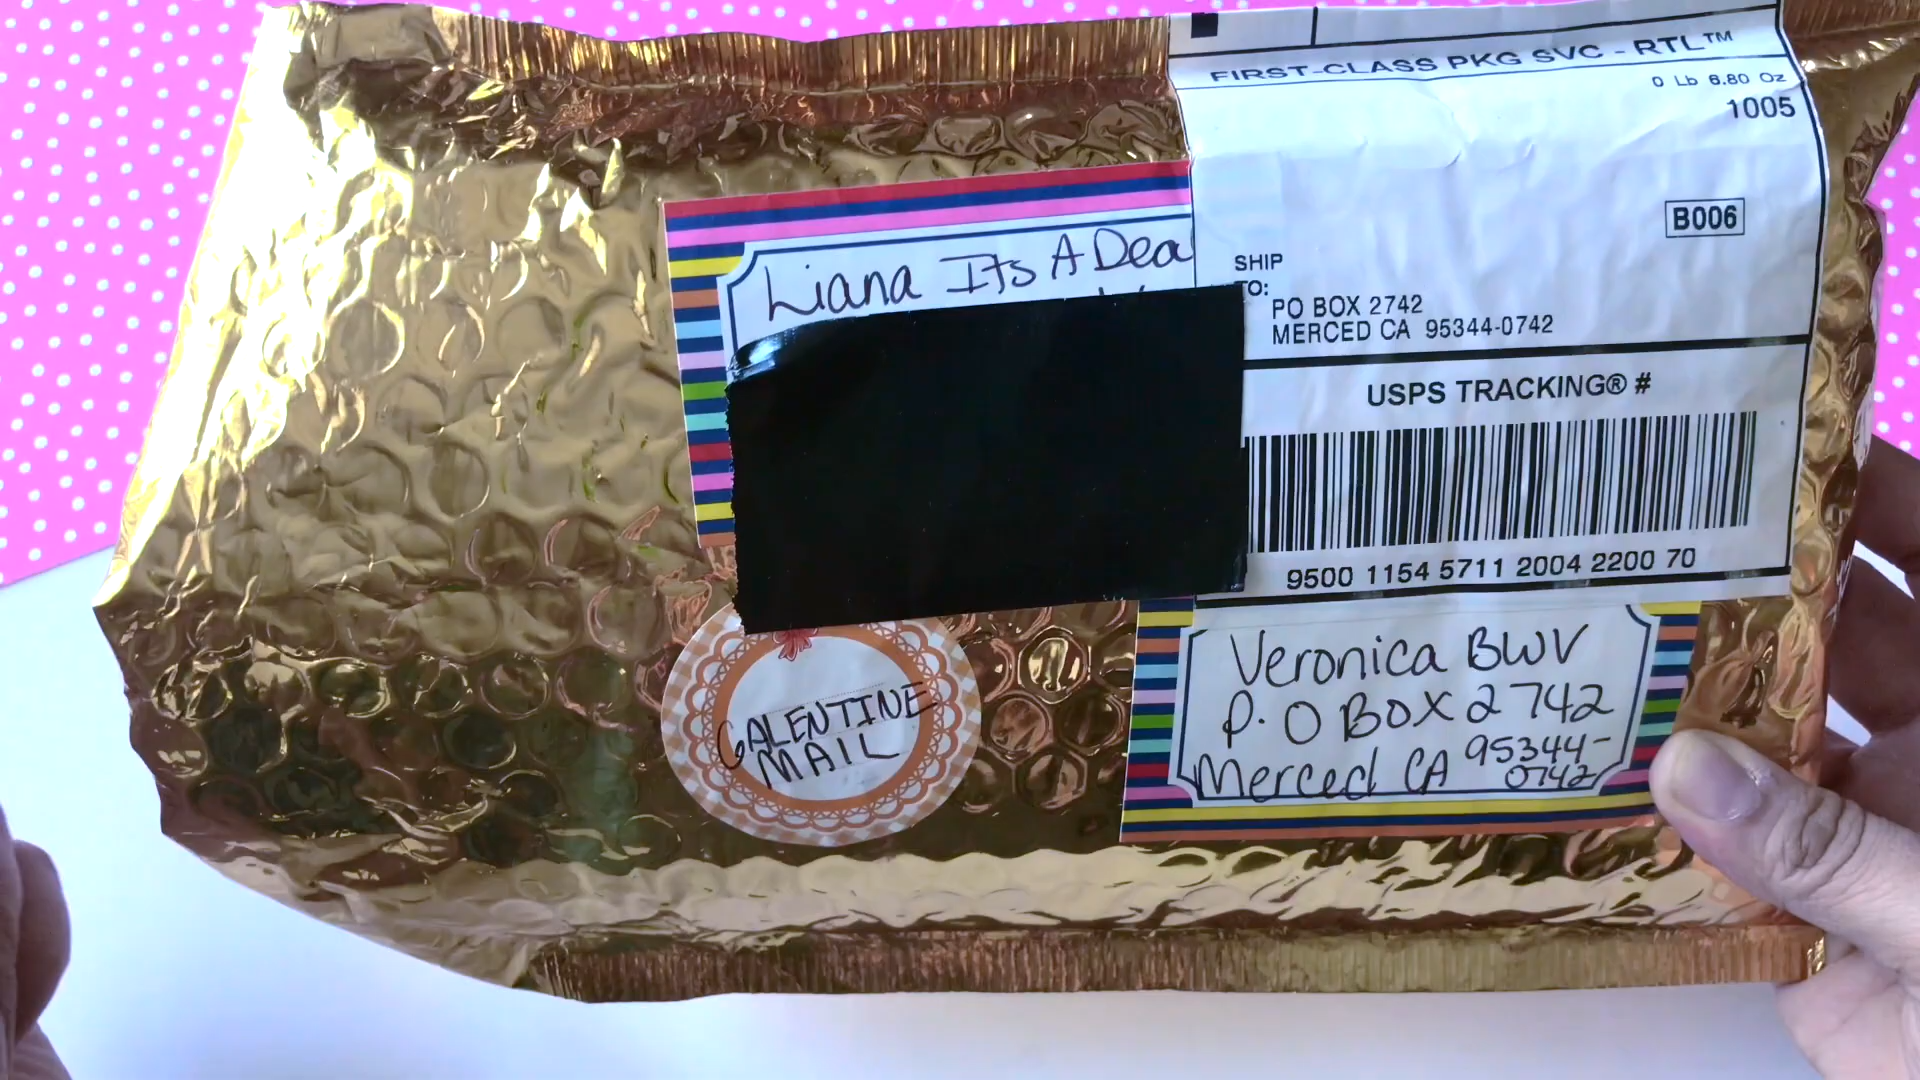 FIRST-CLASS PKG SVC - RTL™
0 Lb 6.80 Oz
1005
B006
Liana Its A Dea
SHIP
TO:
PO BOX 2742
MERCED CA 95344-0742
USPS TRACKING® #
9500 1154 5711 2004 2200 70
GALENTINE
MAIL
Veronica BWV
P.O BOX 2742
Merced CA 95344-
0742